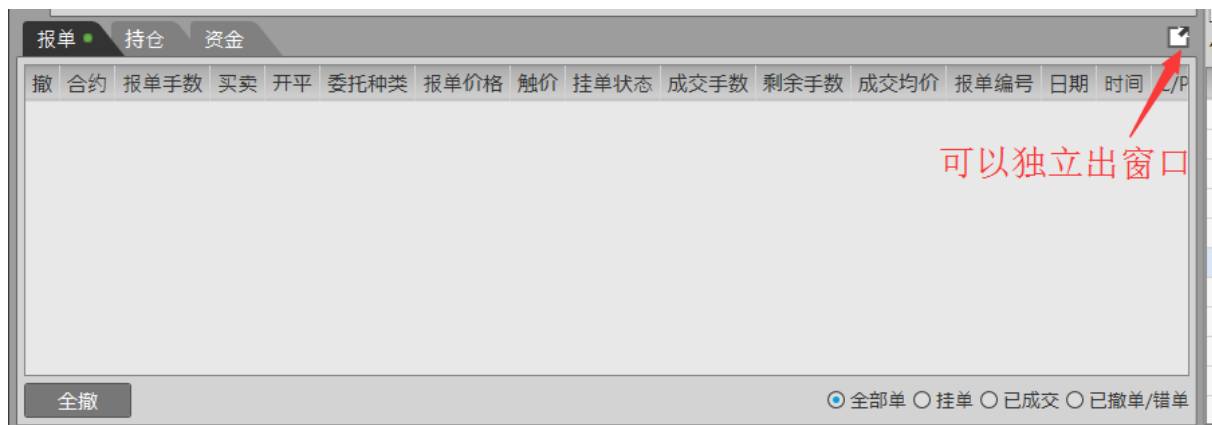 报单 持仓 资金
撤 合约 报单手数 买卖 开平 委托种类 报单价格 触价 挂单状态 成交手数 剩余手数 成交均价 报单编号 日期 时间
可以独立出窗口
全撤 全部单 挂单 已成交 已撤单/错单